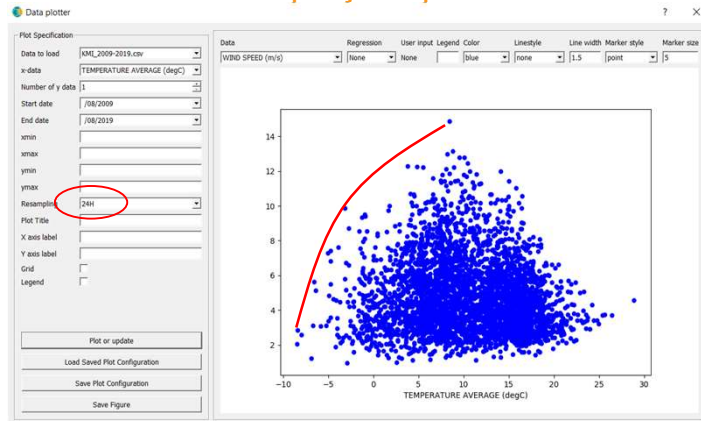 Data plotter
?
Plot Specification
Data to load
KMI_2009-2019.csv
x-data
TEMPERATURE AVERAGE (degC)
Number of y data
1
Start date
/08/2009
End date
/08/2019
xmin
xmax
ymin
ymax
Resampling
24H
Plot Title
X axis label
Y axis label
Grid
Legend
Plot or update
Load Saved Plot Configuration
Save Plot Configuration
Save Figure
Data Regression User input Legend Color Linestyle Line width Marker style Marker size
WIND SPEED (m/s) None None blue none 1.5 point 5
14
12
10
8
6
4
2
−10 −5 0 5 10 15 20 25 30
TEMPERATURE AVERAGE (degC)